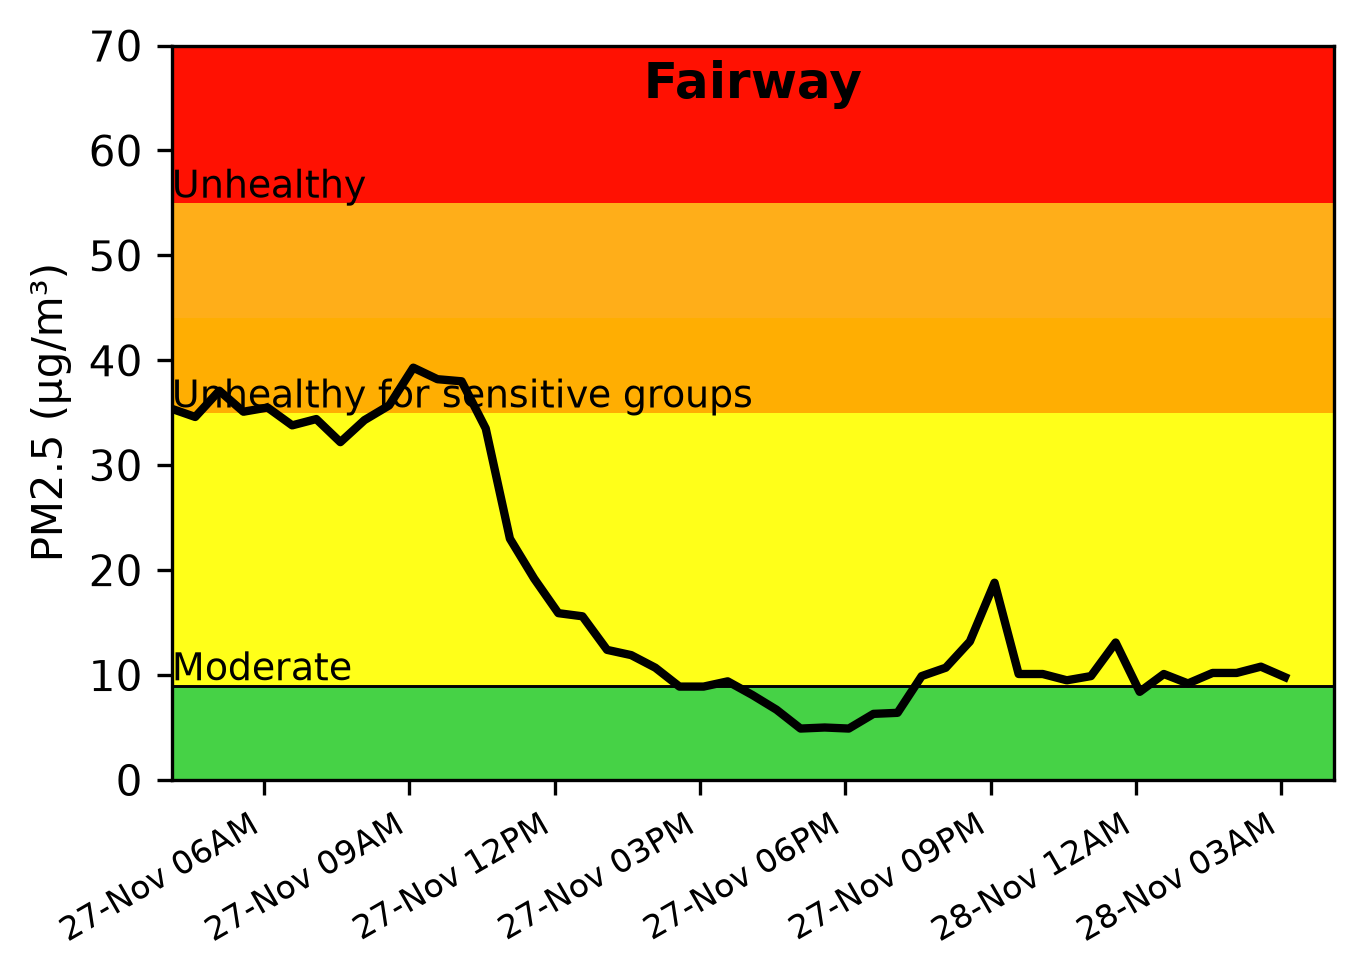 Fairway
70
60
50
40
30
20
10
0
PM2.5 (µg/m³)
Unhealthy
Unhealthy for sensitive groups
Moderate
27-Nov 06AM
27-Nov 09AM
27-Nov 12PM
27-Nov 03PM
27-Nov 06PM
27-Nov 09PM
28-Nov 12AM
28-Nov 03AM